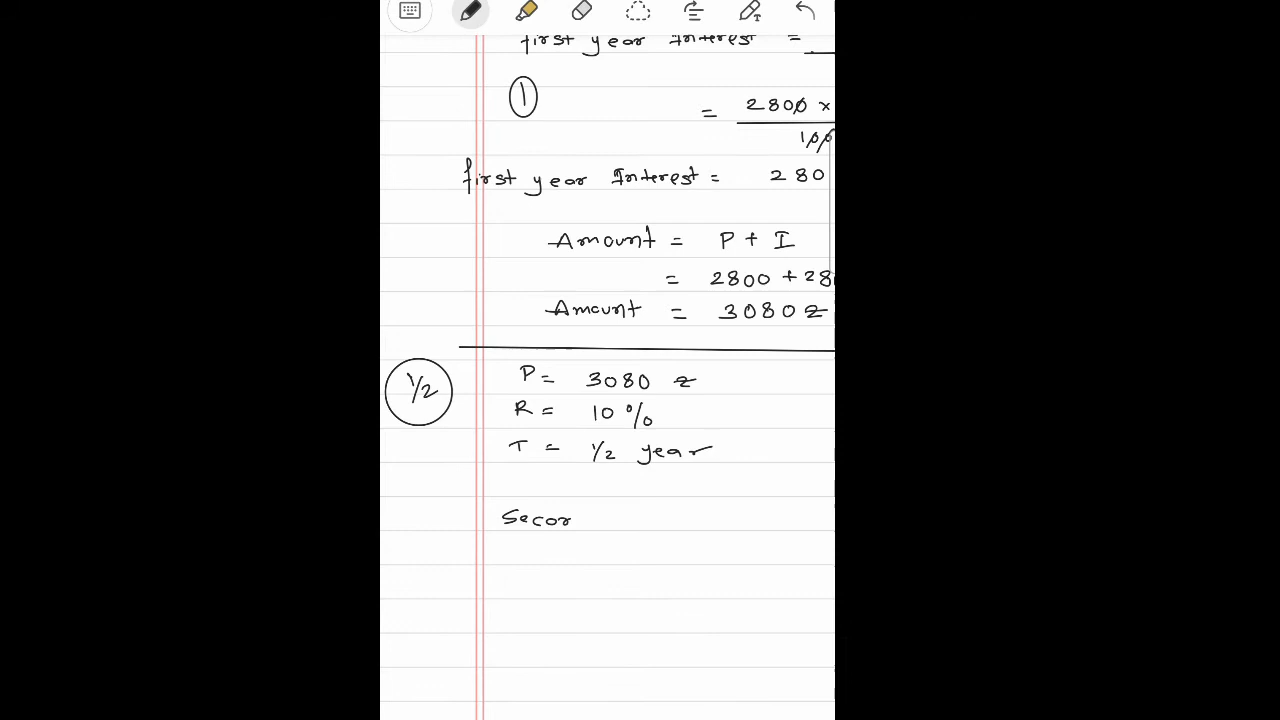 first year Interest =
1
= 2800 ×
100
first year Interest = 280
Amount = P + I
= 2800 + 28
Amount = 3080
1/2
P = 3080
R = 10 %
T = 1/2 year
Secon